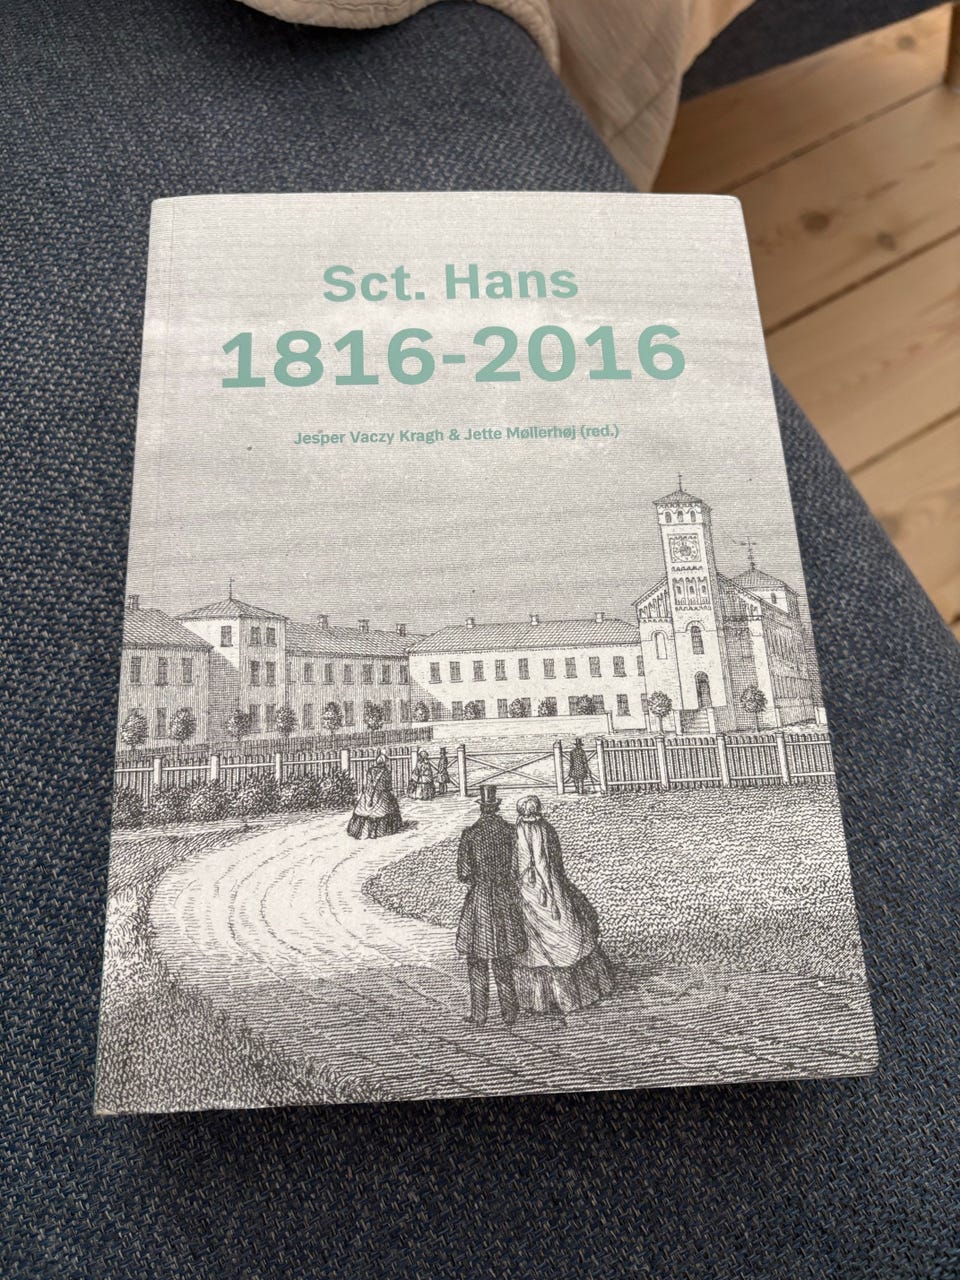 Sct. Hans
1816-2016
Jesper Vaczy Kragh & Jette Møllerhøj (red.)